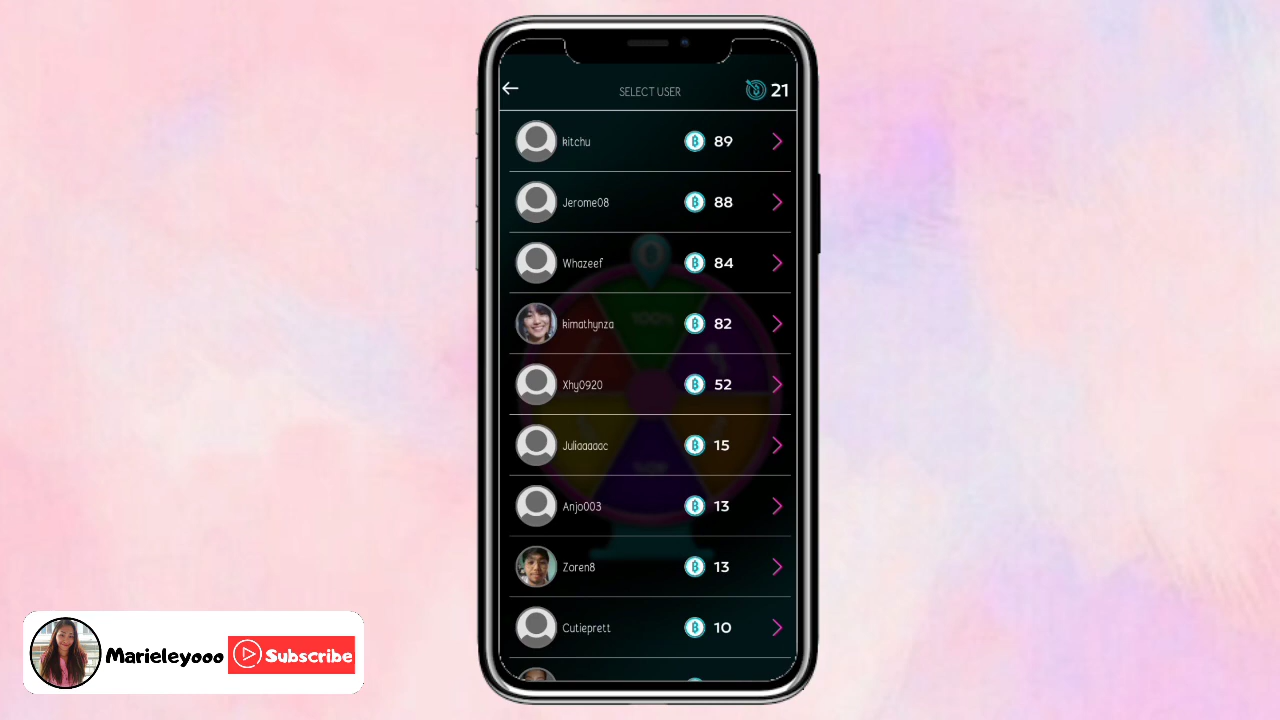 SELECT USER 21
kitchu 89
Jerome08 88
Whazeef 84
kimathynza 82
Xhy0920 52
Juliaaaaac 15
Anjo003 13
Zoren8 13
Cutieprett 10
Marieleyooo Subscribe
100%